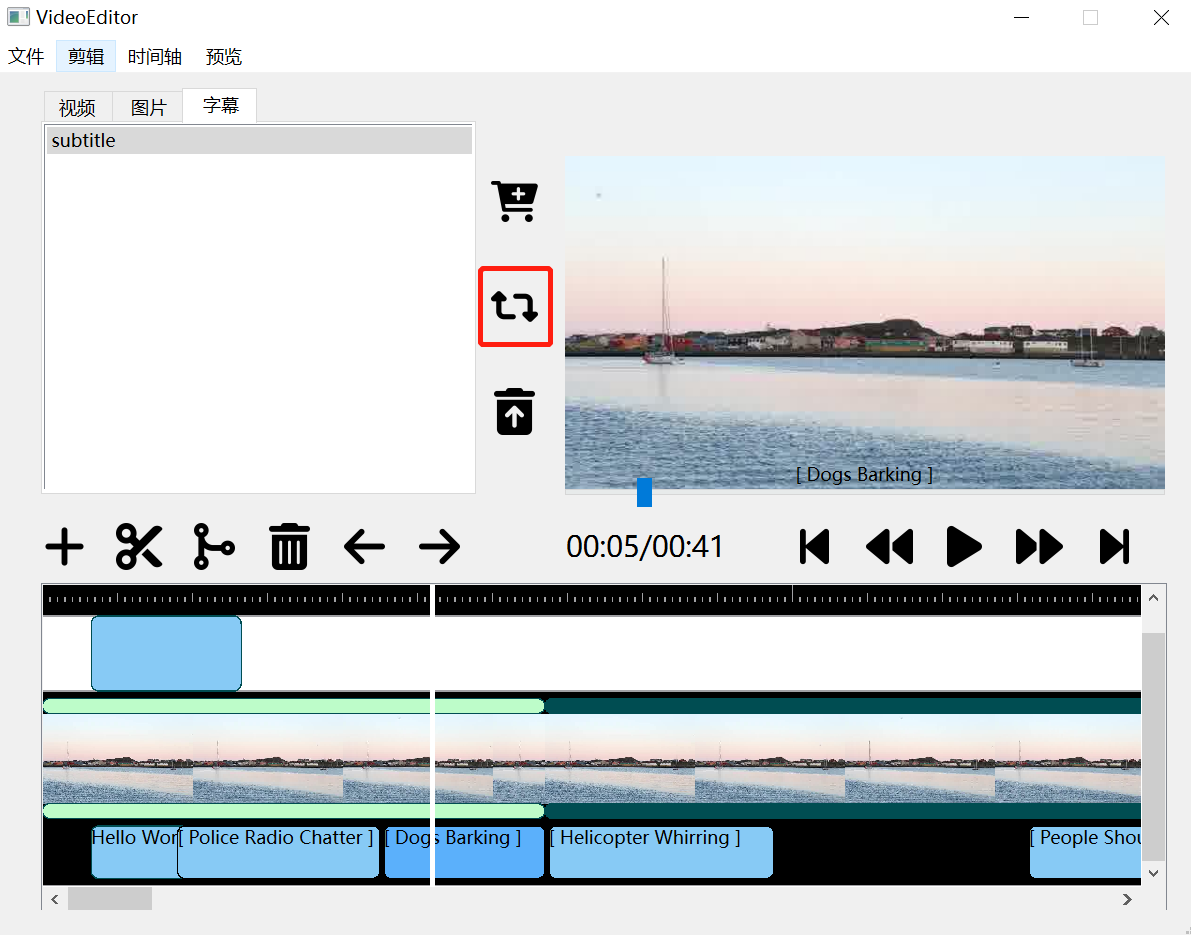 VideoEditor
文件 剪辑 时间轴 预览
视频 图片 字幕
subtitle
[ Dogs Barking ]
00:05/00:41
Hello Wor [ Police Radio Chatter ] [ Dogs Barking ] [ Helicopter Whirring ] [ People Shou